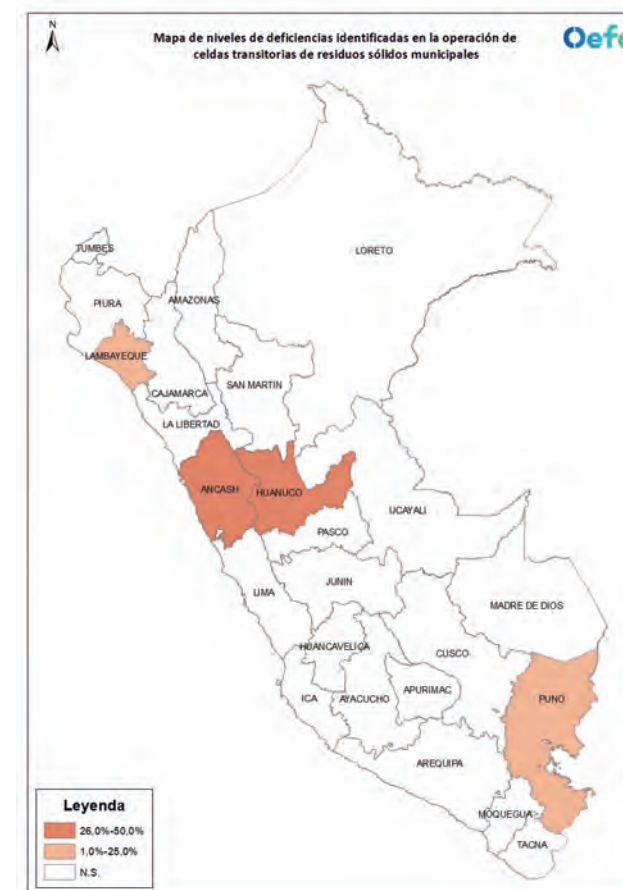 N
Mapa de niveles de deficiencias identificadas en la operación de
celdas transitorias de residuos sólidos municipales
Oefa
TUMBES
LORETO
PIURA
AMAZONAS
LAMBAYEQUE
CAJAMARCA
SAN MARTIN
LA LIBERTAD
ANCASH
HUANUCO
UCAYALI
PASCO
JUNIN
LIMA
MADRE DE DIOS
HUANCAVELICA
CUSCO
ICA
AYACUCHO
APURIMAC
PUNO
AREQUIPA
MOQUEGUA
TACNA
Leyenda
26,0%-50,0%
1,0%-25,0%
N.S.